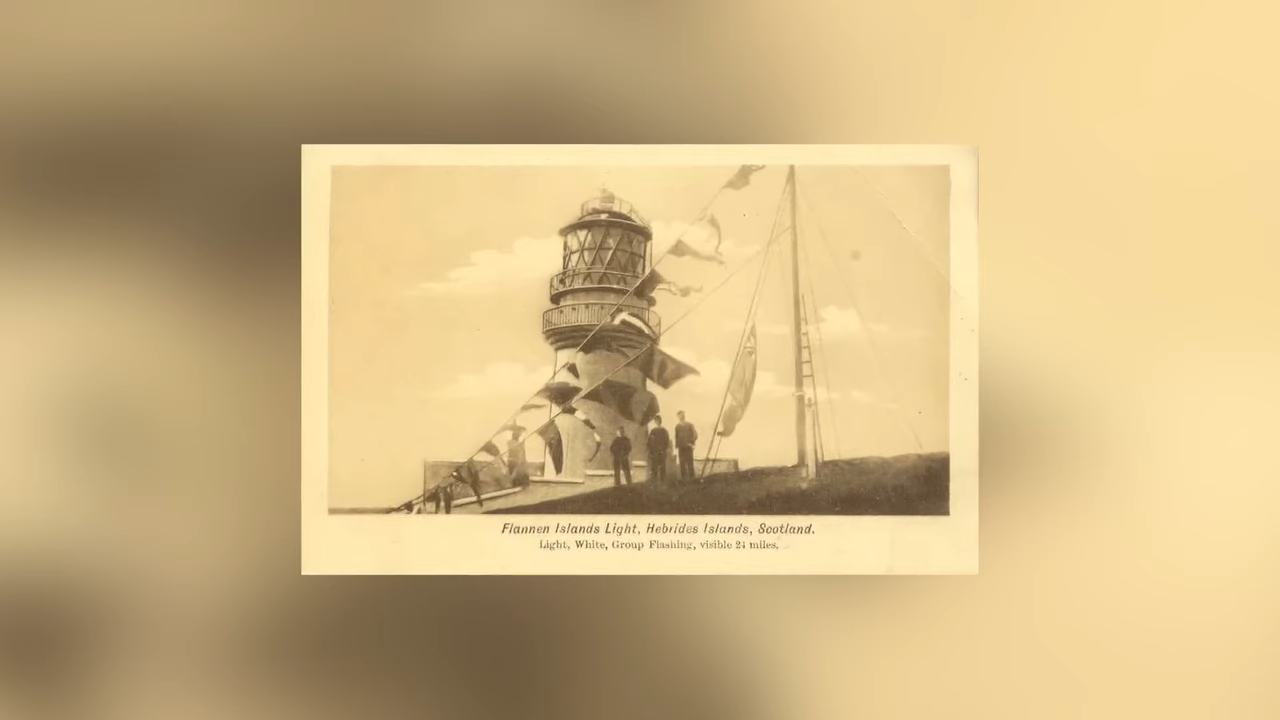 Flannen Islands Light, Hebrides Islands, Scotland.
Light, White, Group Flashing, visible 24 miles.